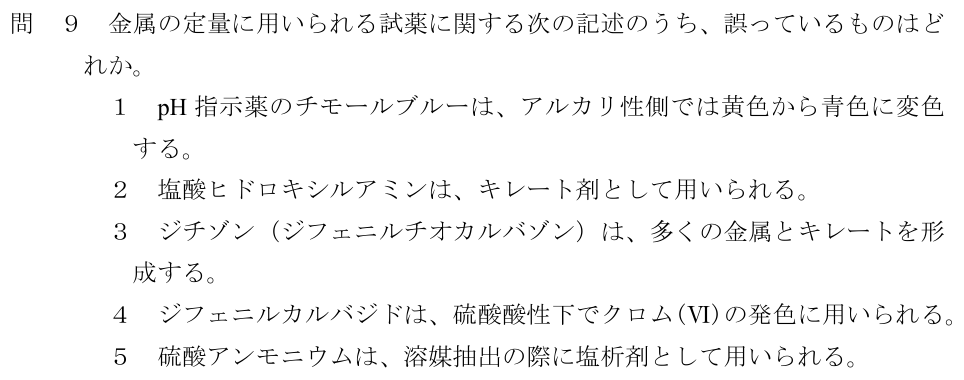 問　９　金属の定量に用いられる試薬に関する次の記述のうち、誤っているものはど
れか。
１　pH 指示薬のチモールブルーは、アルカリ性側では黄色から青色に変色
する。
２　塩酸ヒドロキシルアミンは、キレート剤として用いられる。
３　ジチゾン（ジフェニルチオカルバゾン）は、多くの金属とキレートを形
成する。
４　ジフェニルカルバジドは、硫酸酸性下でクロム(Ⅵ)の発色に用いられる。
５　硫酸アンモニウムは、溶媒抽出の際に塩析剤として用いられる。